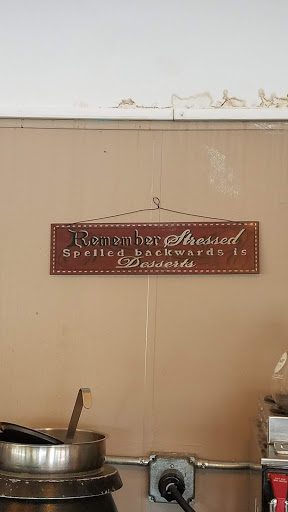 Remember Stressed
Spelled backwards is
Desserts